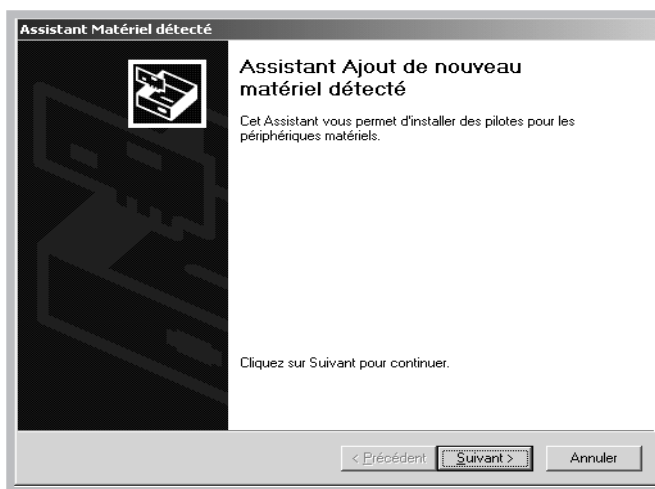 Assistant Matériel détecté
Assistant Ajout de nouveau
matériel détecté
Cet Assistant vous permet d'installer des pilotes pour les
périphériques matériels.
Cliquez sur Suivant pour continuer.
< Précédent Suivant > Annuler